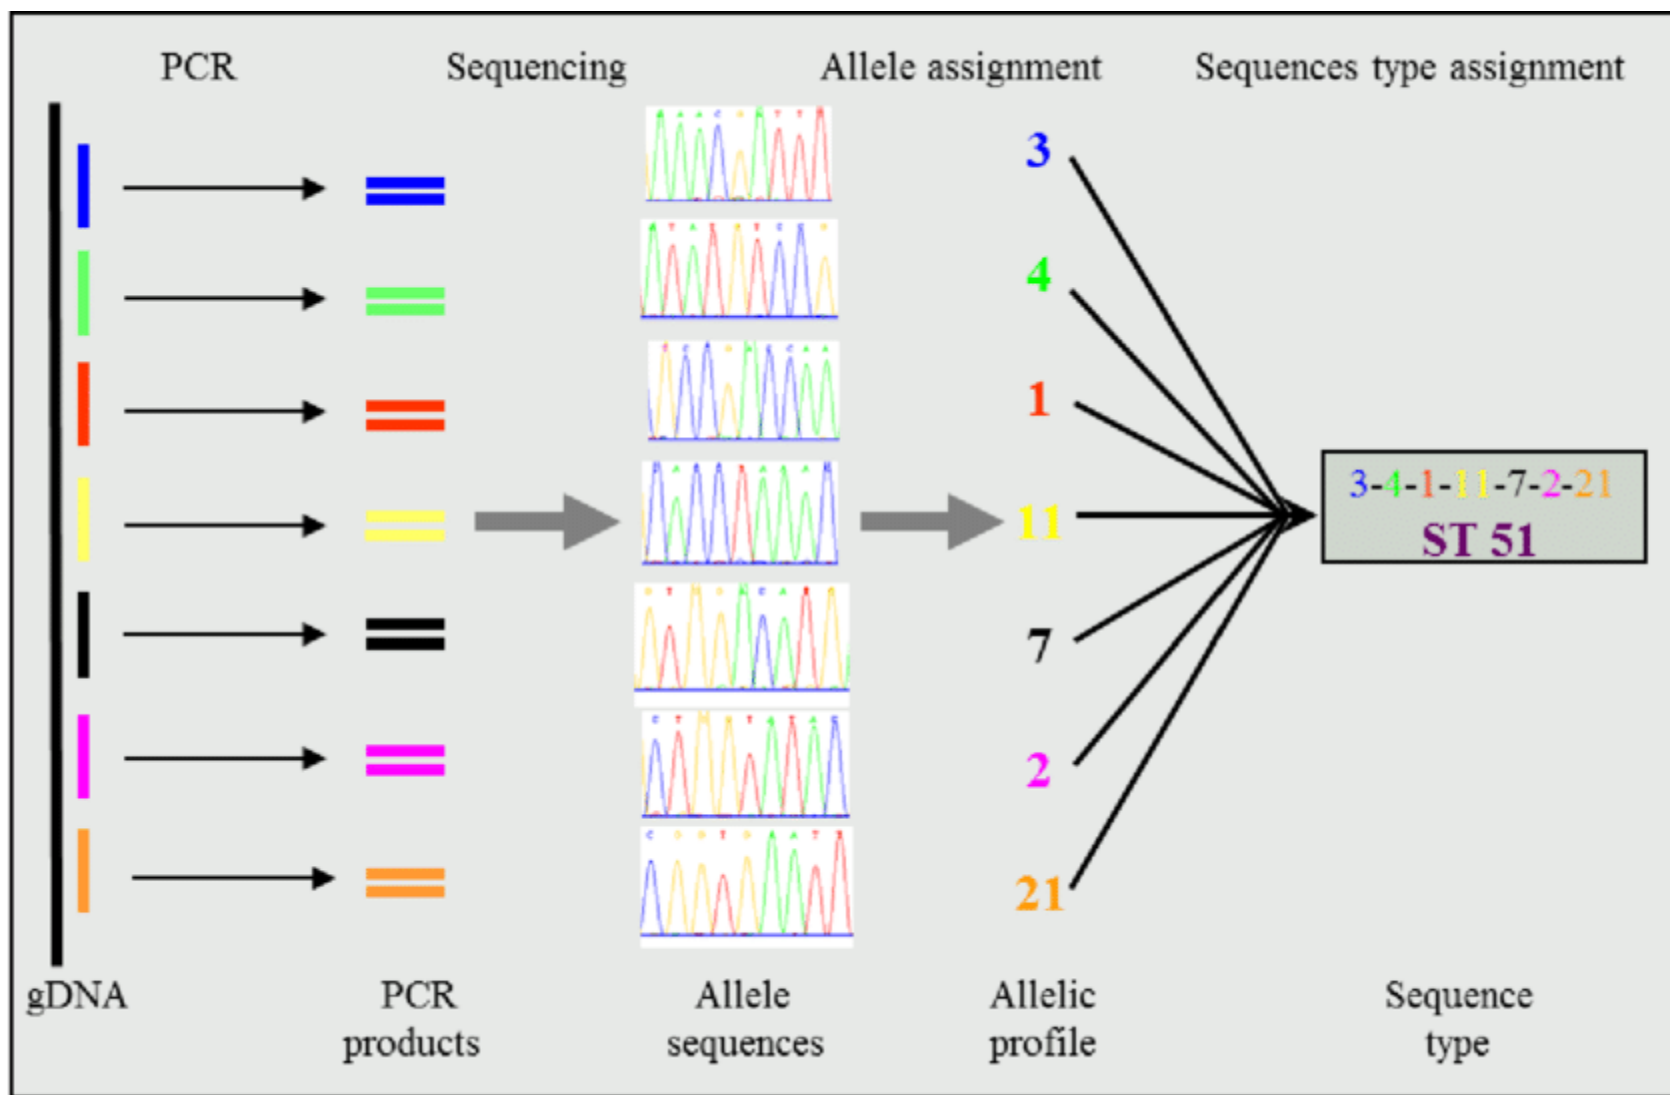 PCR
Sequencing
Allele assignment
Sequences type assignment
3
4
1
11
7
2
21
3-4-1-11-7-2-21
ST 51
gDNA
PCR
products
Allele
sequences
Allelic
profile
Sequence
type